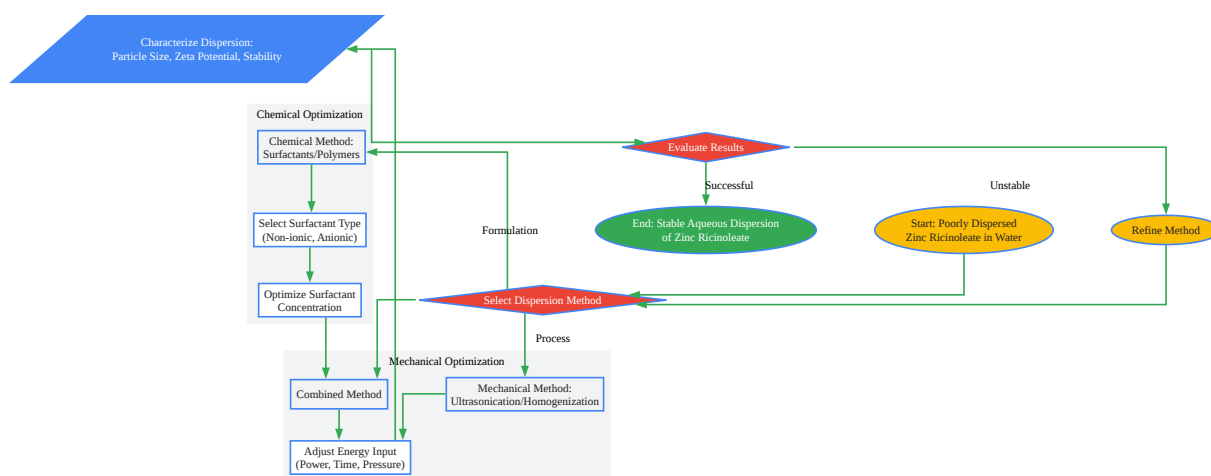 Characterize Dispersion:
Particle Size, Zeta Potential, Stability
Chemical Optimization
Chemical Method:
Surfactants/Polymers
Evaluate Results
Successful
Unstable
Select Surfactant Type
(Non-ionic, Anionic)
Formulation
End: Stable Aqueous Dispersion
of Zinc Ricinoleate
Start: Poorly Dispersed
Zinc Ricinoleate in Water
Refine Method
Optimize Surfactant
Concentration
Select Dispersion Method
Process
Mechanical Optimization
Combined Method
Mechanical Method:
Ultrasonication/Homogenization
Adjust Energy Input
(Power, Time, Pressure)